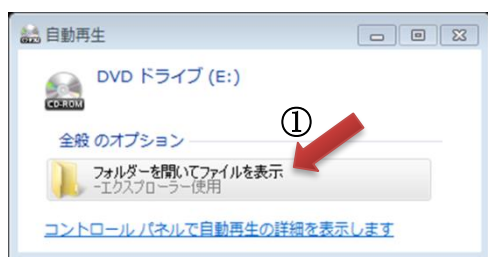 自動再生
DVD ドライブ (E:)
CD-ROM
全般 のオプション
①
フォルダーを開いてファイルを表示
-エクスプローラー使用
コントロール パネルで自動再生の詳細を表示します